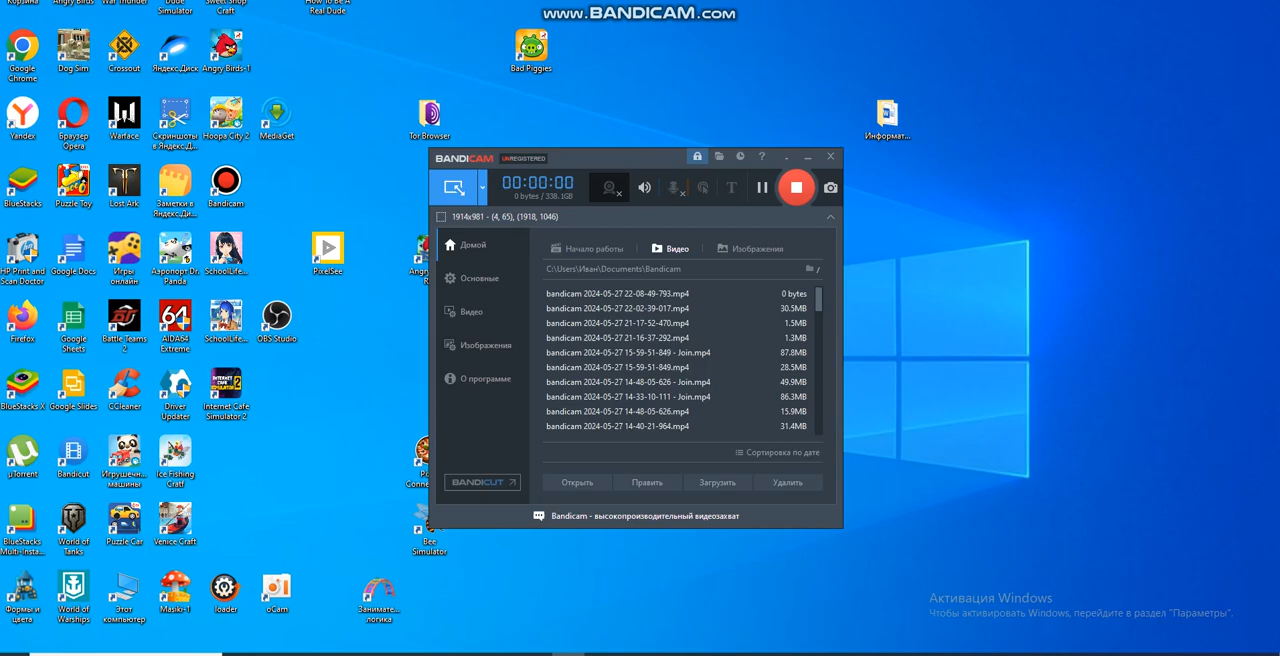 WWW.BANDICAM.COM
Корзина
Angry Birds
War Thunder
Dude
Simulator
Sweet Shop
Craft
How To Be A
Real Dude
Google
Chrome
Dog Sim
Crossout
Яндекс.Диск
Angry Birds-1
Bad Piggies
Yandex
Браузер
Opera
Warface
Скриншоты
в Яндекс.Д...
Hoopa City 2
MediaGet
Tor Browser
Информат...
BlueStacks
Puzzle Toy
Lost Ark
Заметки в
Яндекс.Ди...
Bandicam
HP Print and
Scan Doctor
Google Docs
Игры
онлайн
Аэропорт Dr.
Panda
SchoolLife...
PixelSee
Firefox
Google
Sheets
Battle Teams
2
64
AIDA64
Extreme
SchoolLife...
OBS Studio
BlueStacks X
Google Slides
CCleaner
Driver
Updater
INTERNET CAFE
SIMULATOR 2
Internet Cafe
Simulator 2
µTorrent
Bandicut
Игрушечн...
машины
Ice Fishing
Craft
BlueStacks
Multi-Insta...
World of
Tanks
Puzzle Car
Venice Craft
Bee
Simulator
Формы и
цвета
World of
Warships
Этот
компьютер
Masiki-1
loader
oCam
Занимате...
логика
BANDICAM UNREGISTERED
00:00:00
0 bytes / 338.1GB
1914x981 - (4, 65), (1918, 1046)
Домой
Основные
Видео
Изображения
О программе
BANDICUT
Начало работы
Видео
Изображения
C:\Users\Иван\Documents\Bandicam
bandicam 2024-05-27 22-08-49-793.mp4 0 bytes
bandicam 2024-05-27 22-02-39-017.mp4 30.5MB
bandicam 2024-05-27 21-17-52-470.mp4 1.5MB
bandicam 2024-05-27 21-16-37-292.mp4 1.3MB
bandicam 2024-05-27 15-59-51-849 - Join.mp4 87.8MB
bandicam 2024-05-27 15-59-51-849.mp4 28.5MB
bandicam 2024-05-27 14-48-05-626 - Join.mp4 49.9MB
bandicam 2024-05-27 14-33-10-111 - Join.mp4 86.3MB
bandicam 2024-05-27 14-48-05-626.mp4 15.9MB
bandicam 2024-05-27 14-40-21-964.mp4 31.4MB
Сортировка по дате
Открыть
Править
Загрузить
Удалить
Bandicam - высокопроизводительный видеозахват
Активация Windows
Чтобы активировать Windows, перейдите в раздел "Параметры".